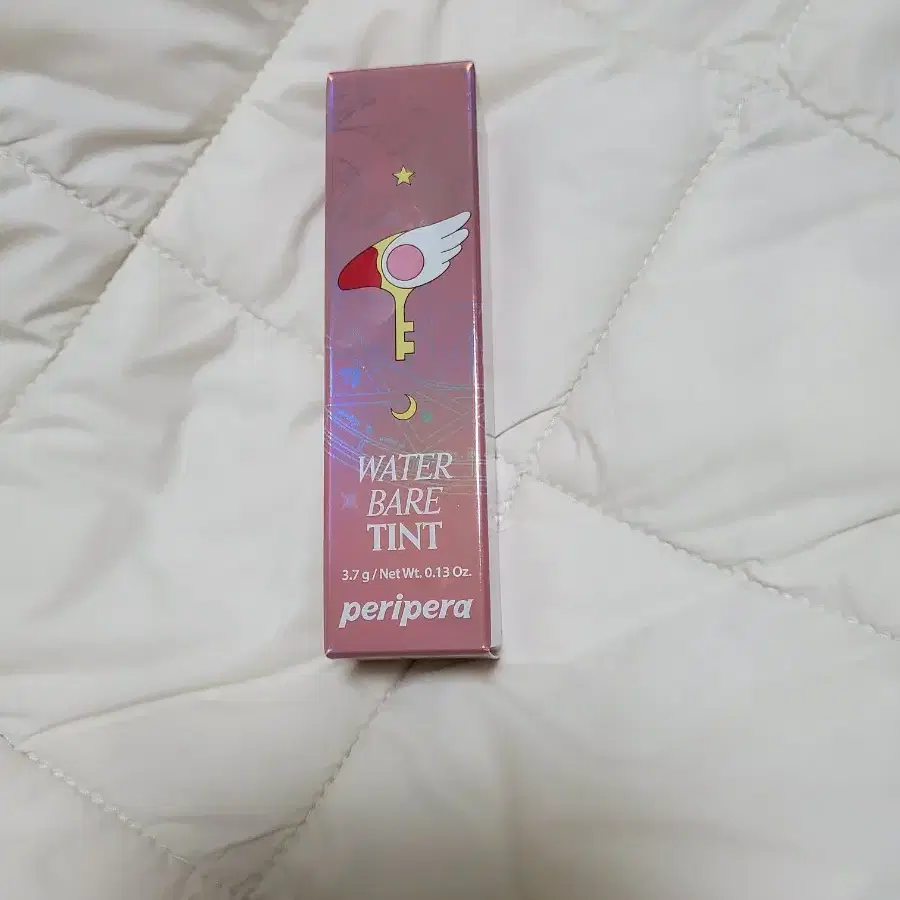 WATER
BARE
TINT
3.7 g / Net Wt. 0.13 Oz.
peripera